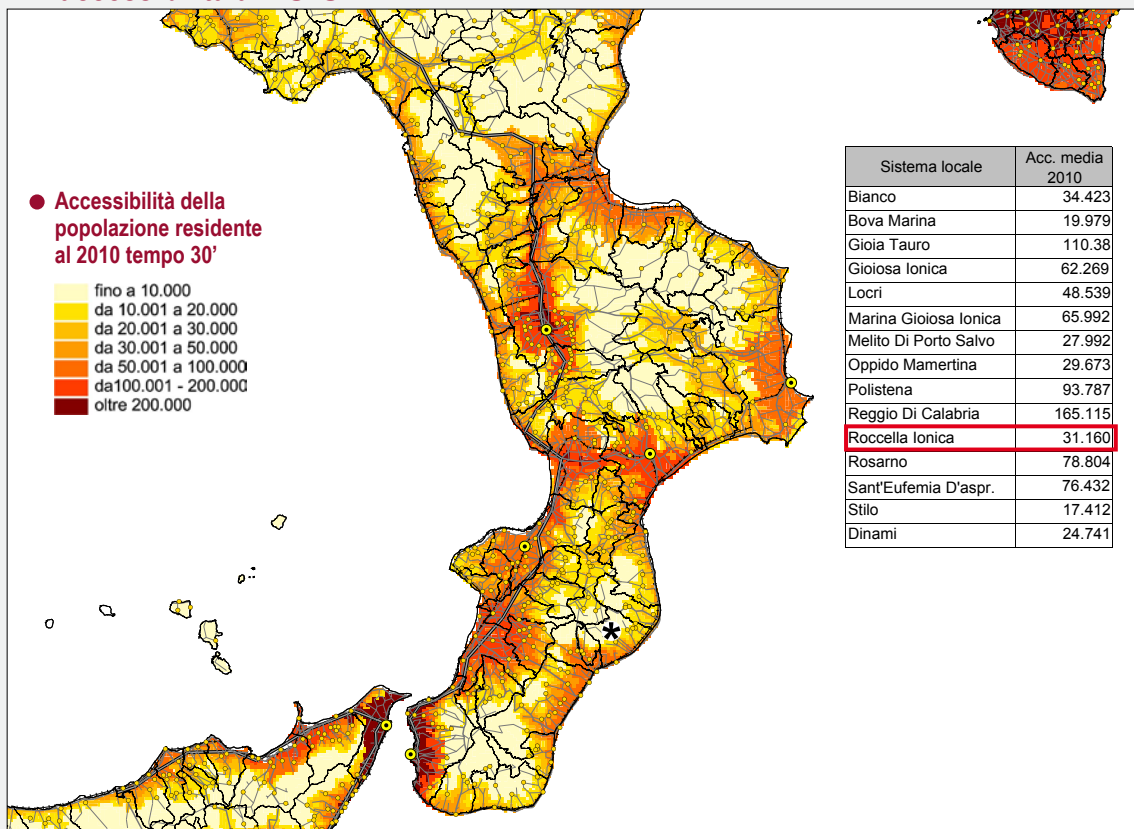 ● Accessibilità della
popolazione residente
al 2010 tempo 30’
fino a 10.000
da 10.001 a 20.000
da 20.001 a 30.000
da 30.001 a 50.000
da 50.001 a 100.000
da100.001 - 200.000
oltre 200.000
Sistema locale Acc. media 2010
Bianco 34.423
Bova Marina 19.979
Gioia Tauro 110.38
Gioiosa Ionica 62.269
Locri 48.539
Marina Gioiosa Ionica 65.992
Melito Di Porto Salvo 27.992
Oppido Mamertina 29.673
Polistena 93.787
Reggio Di Calabria 165.115
Roccella Ionica 31.160
Rosarno 78.804
Sant'Eufemia D'aspr. 76.432
Stilo 17.412
Dinami 24.741
*